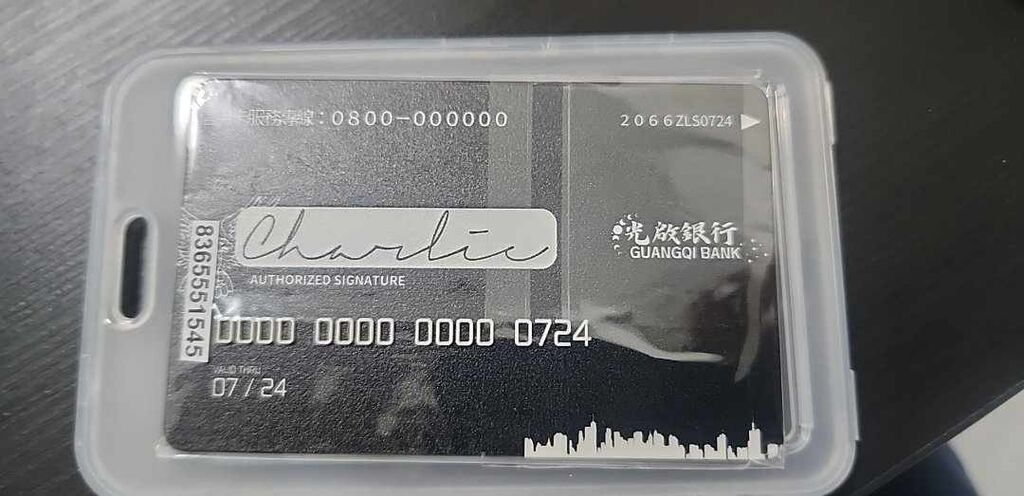 服務專線：0800-000000
2066ZLS0724
Charlie
光啟銀行
GUANGQI BANK
AUTHORIZED SIGNATURE
8365551545
0000 0000 0000 0724
VALID THRU
07 / 24